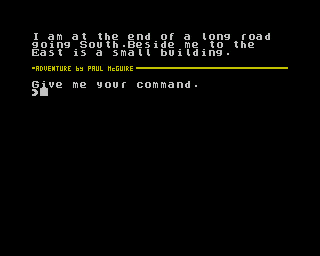 I am at the end of a long road
going South.Beside me to the
East is a small building.
ADVENTURE by PAUL McGUIRE
Give me your command.
>